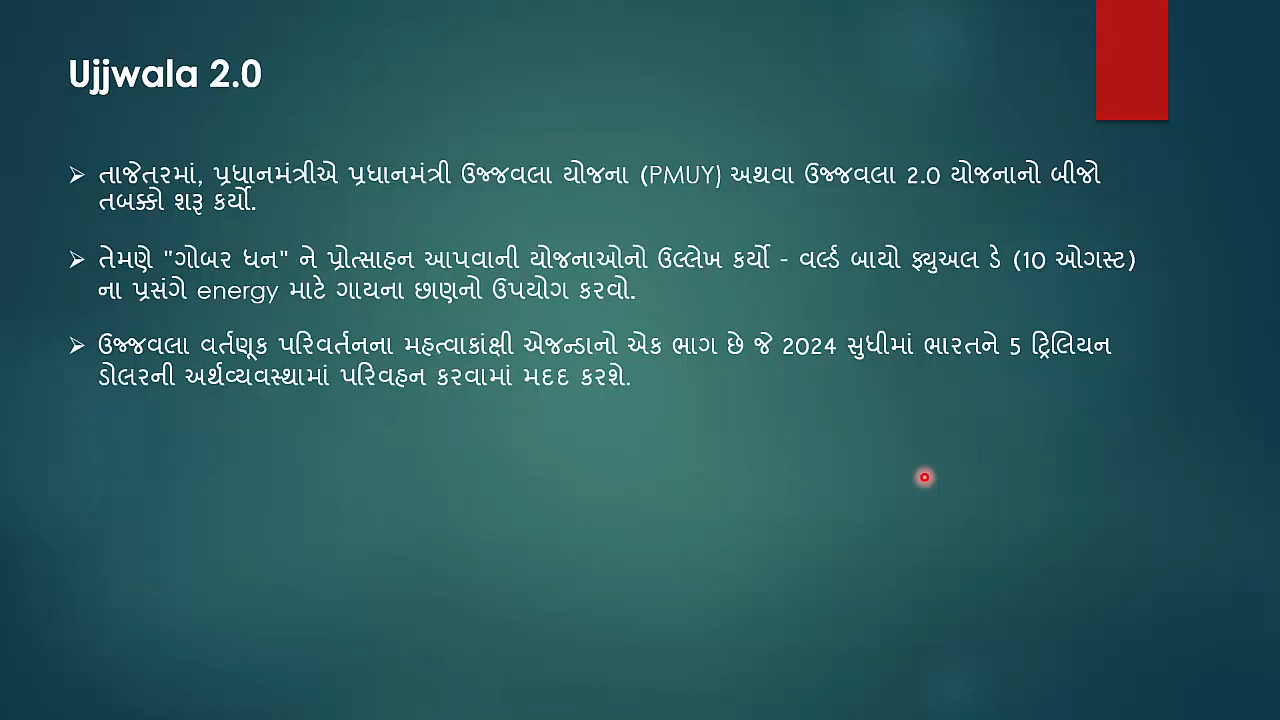 Ujjwala 2.0
➢ તાજેતરમાં, પ્રધાનમંત્રીએ પ્રધાનમંત્રી ઉજ્જવલા યોજના (PMUY) અથવા ઉજ્જવલા 2.0 યોજનાનો બીજો
તબક્કો શરૂ કર્યો.
➢ તેમણે "ગોબર ધન" ને પ્રોત્સાહન આપવાની યોજનાઓનો ઉલ્લેખ કર્યો - વર્લ્ડ બાયો ફ્યુઅલ ડે (10 ઓગસ્ટ)
ના પ્રસંગે energy માટે ગાયના છાણનો ઉપયોગ કરવો.
➢ ઉજ્જવલા વર્તણૂક પરિવર્તનના મહત્વાકાંક્ષી એજન્ડાનો એક ભાગ છે જે 2024 સુધીમાં ભારતને 5 ટ્રિલિયન
ડોલરની અર્થવ્યવસ્થામાં પરિવહન કરવામાં મદદ કરશે.